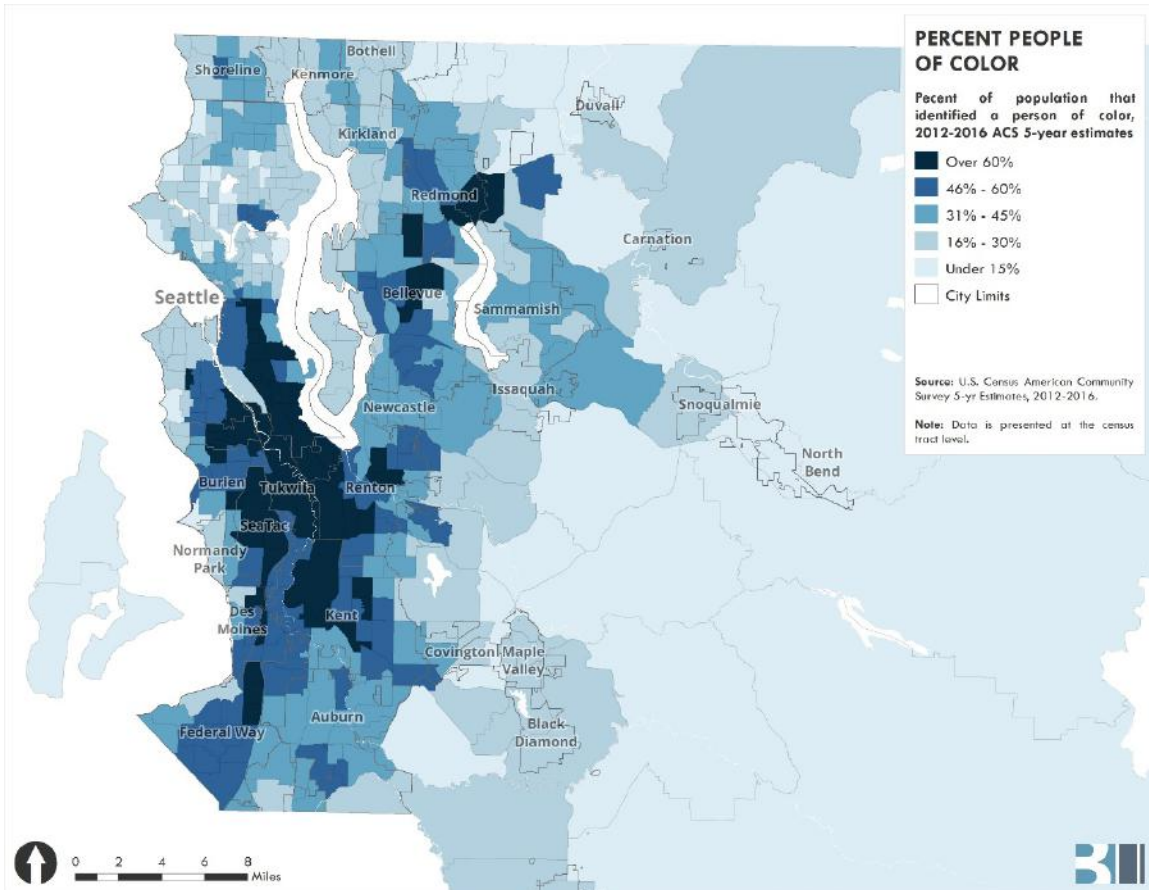 PERCENT PEOPLE
OF COLOR
Pecent of population that
identified a person of color,
2012-2016 ACS 5-year estimates
Over 60%
46% - 60%
31% - 45%
16% - 30%
Under 15%
City Limits
Source: U.S. Census American Community
Survey 5-yr Estimates, 2012-2016.
Note: Data is presented at the census
tract level.
Bothell
Shoreline
Kenmore
Duvall
Kirkland
Redmond
Carnation
Seattle
Bellevue
Sammamish
Issaquah
Newcastle
Snoqualmie
North
Bend
Burien
Tukwila
Renton
SeaTac
Normandy
Park
Des
Moines
Kent
Covington
Maple
Valley
Auburn
Black
Diamond
Federal Way
0 2 4 6 8
Miles